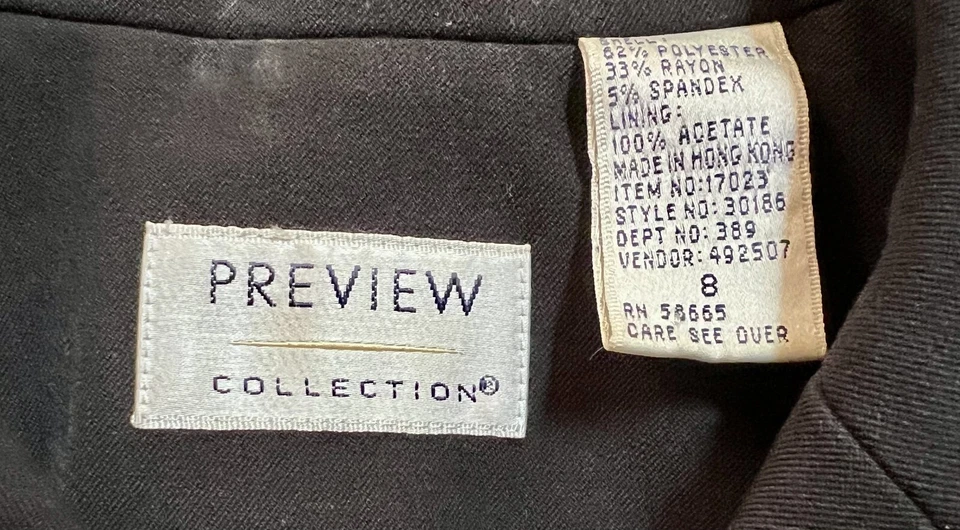 PREVIEW
COLLECTION®
SHELL:
62% POLYESTER
33% RAYON
5% SPANDEX
LINING:
100% ACETATE
MADE IN HONG KONG
ITEM NO:17023
STYLE NO: 30186
DEPT NO: 389
VENDOR: 492507
8
RN 58665
CARE SEE OVER